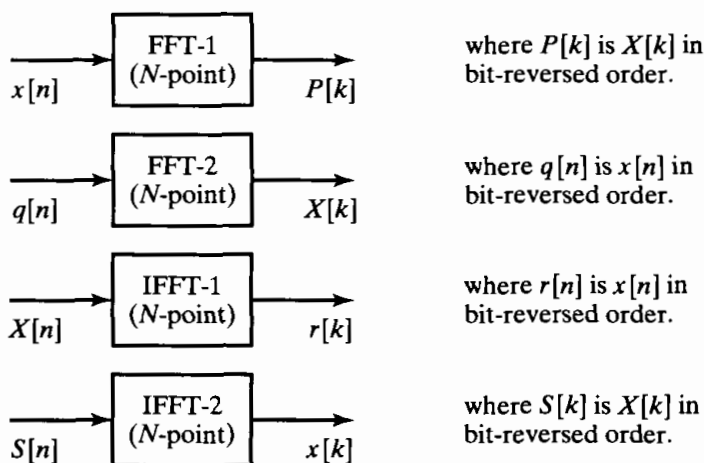 FFT-1
(N-point)
x[n]
P[k]
where P[k] is X[k] in
bit-reversed order.
FFT-2
(N-point)
q[n]
X[k]
where q[n] is x[n] in
bit-reversed order.
IFFT-1
(N-point)
X[n]
r[k]
where r[n] is x[n] in
bit-reversed order.
IFFT-2
(N-point)
S[n]
x[k]
where S[k] is X[k] in
bit-reversed order.